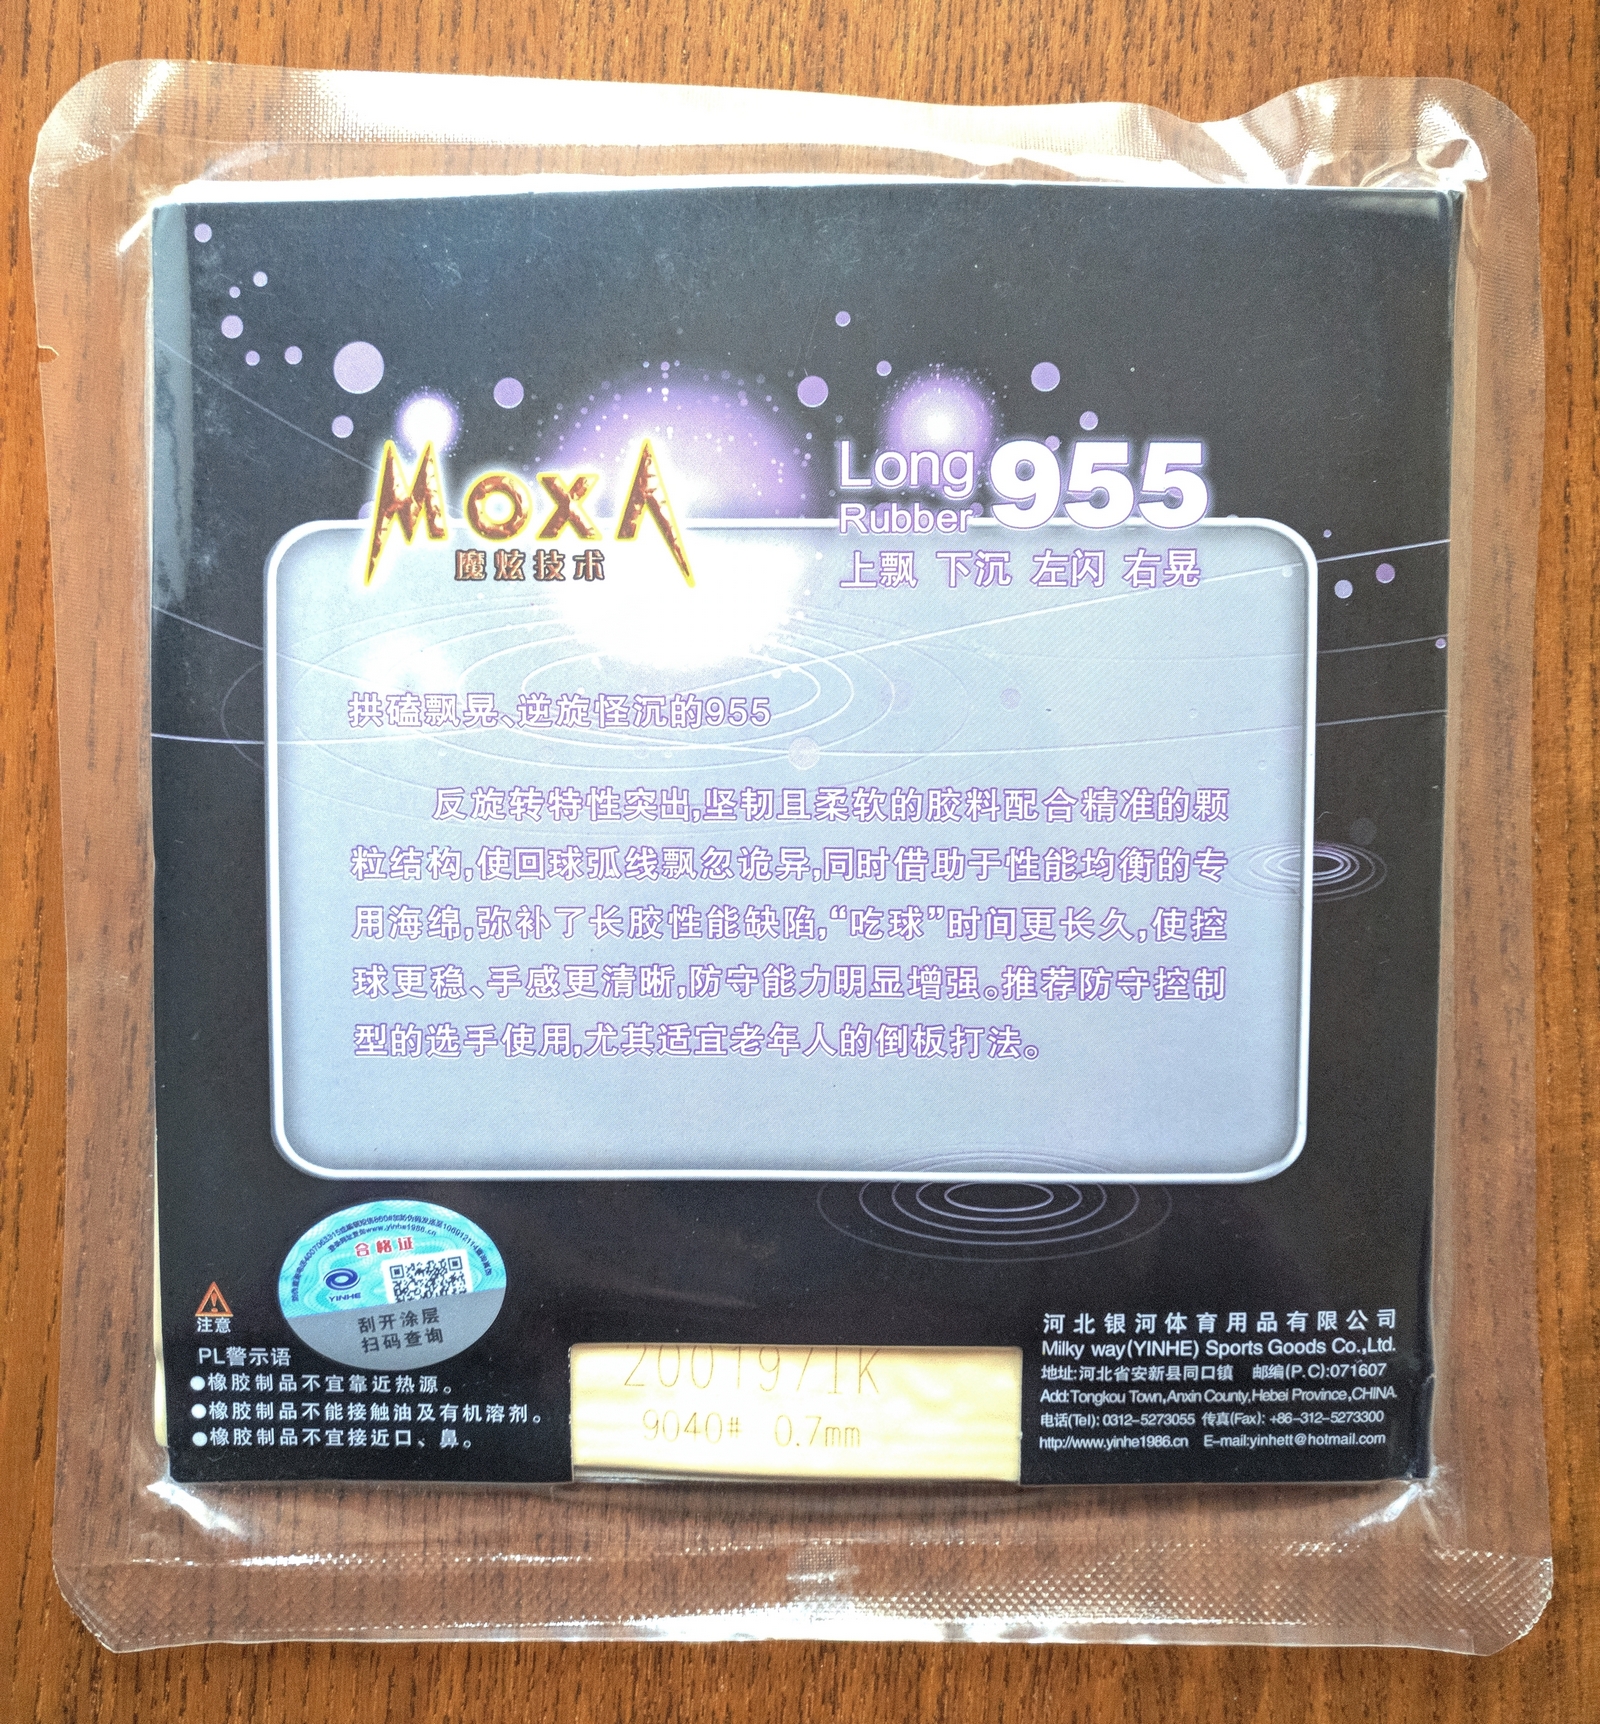 MoxA
魔炫技术
Long
Rubber
955
上飘 下沉 左闪 右晃
拱磕飘晃、逆旋怪沉的955
反旋转特性突出,坚韧且柔软的胶料配合精准的颗
粒结构,使回球弧线飘忽诡异,同时借助于性能均衡的专
用海绵,弥补了长胶性能缺陷,“吃球”时间更长久,使控
球更稳、手感更清晰,防守能力明显增强。推荐防守控制
型的选手使用,尤其适宜老年人的倒板打法。
www.yinhe1986.cn
合格证
YINHE
刮开涂层
扫码查询
注意
PL警示语
●橡胶制品不宜靠近热源。
●橡胶制品不能接触油及有机溶剂。
●橡胶制品不宜接近口、鼻。
9040# 0.7mm
河北银河体育用品有限公司
Milky way(YINHE) Sports Goods Co.,Ltd.
地址:河北省安新县同口镇 邮编(P.C):071607
Add:Tongkou Town,Anxin County,Hebei Province,CHINA.
电话(Tel): 0312-5273055 传真(Fax): +86-312-5273300
http://www.yinhe1986.cn E-mail:yinhett@hotmail.com